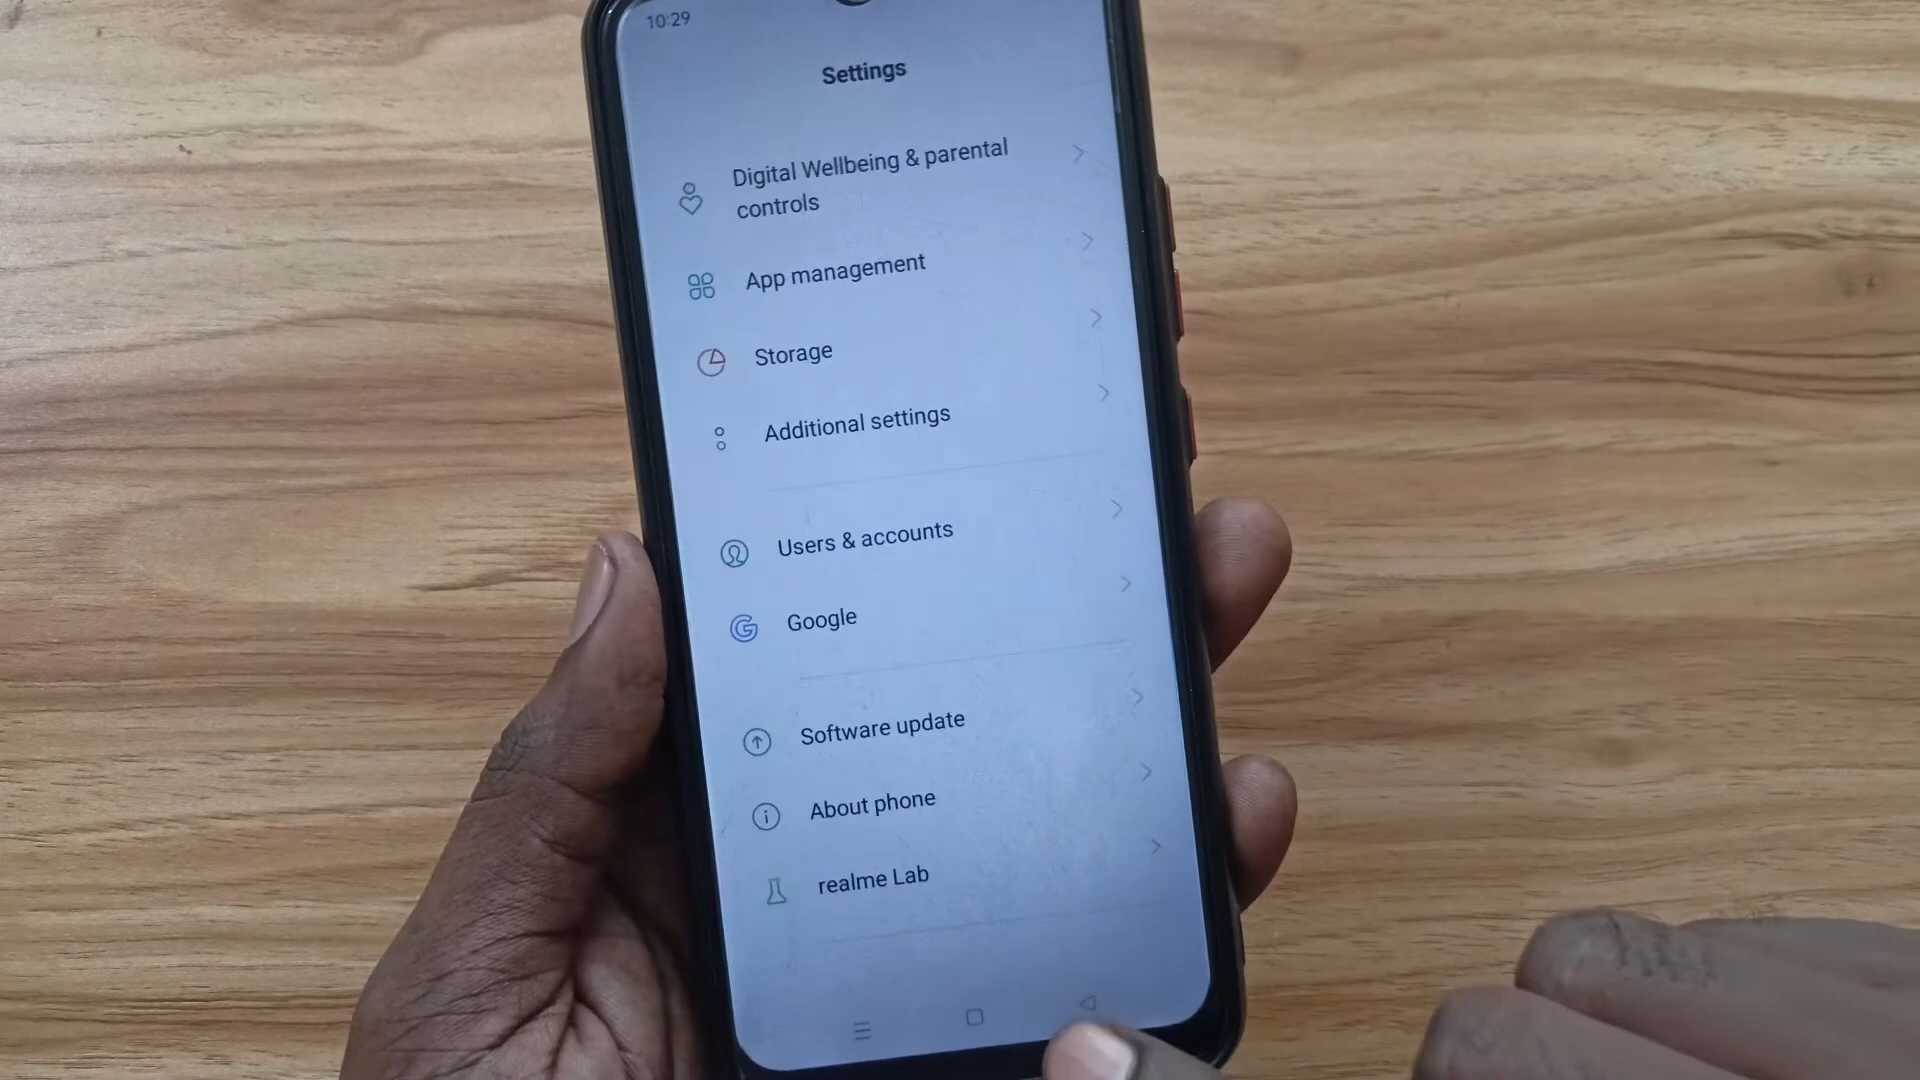 10:29
Settings
Digital Wellbeing & parental
controls
App management
Storage
Additional settings
Users & accounts
Google
Software update
About phone
realme Lab